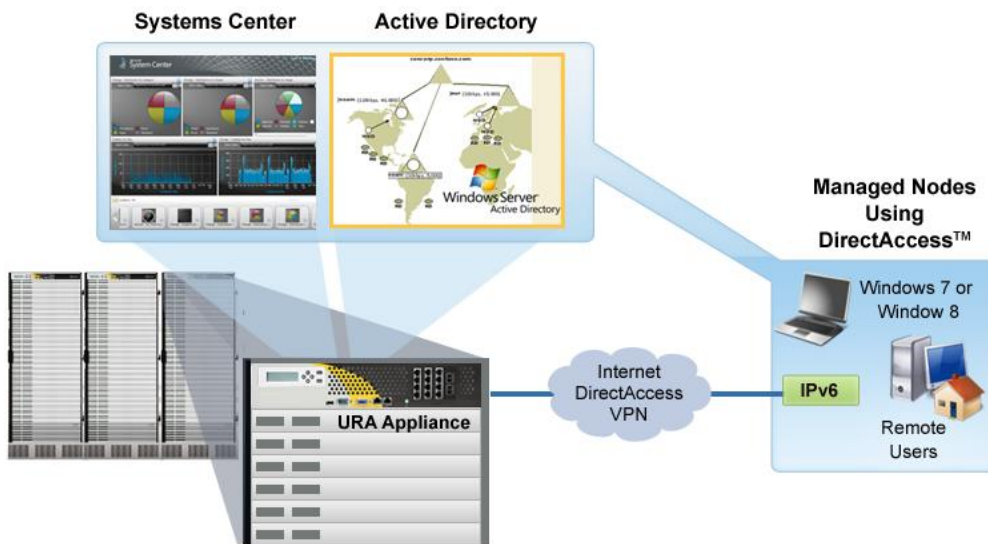 Systems Center
Active Directory
System Center
Windows Server
Active Directory
Managed Nodes
Using
DirectAccess™
Windows 7 or
Window 8
IPv6
Remote
Users
Internet
DirectAccess
VPN
URA Appliance